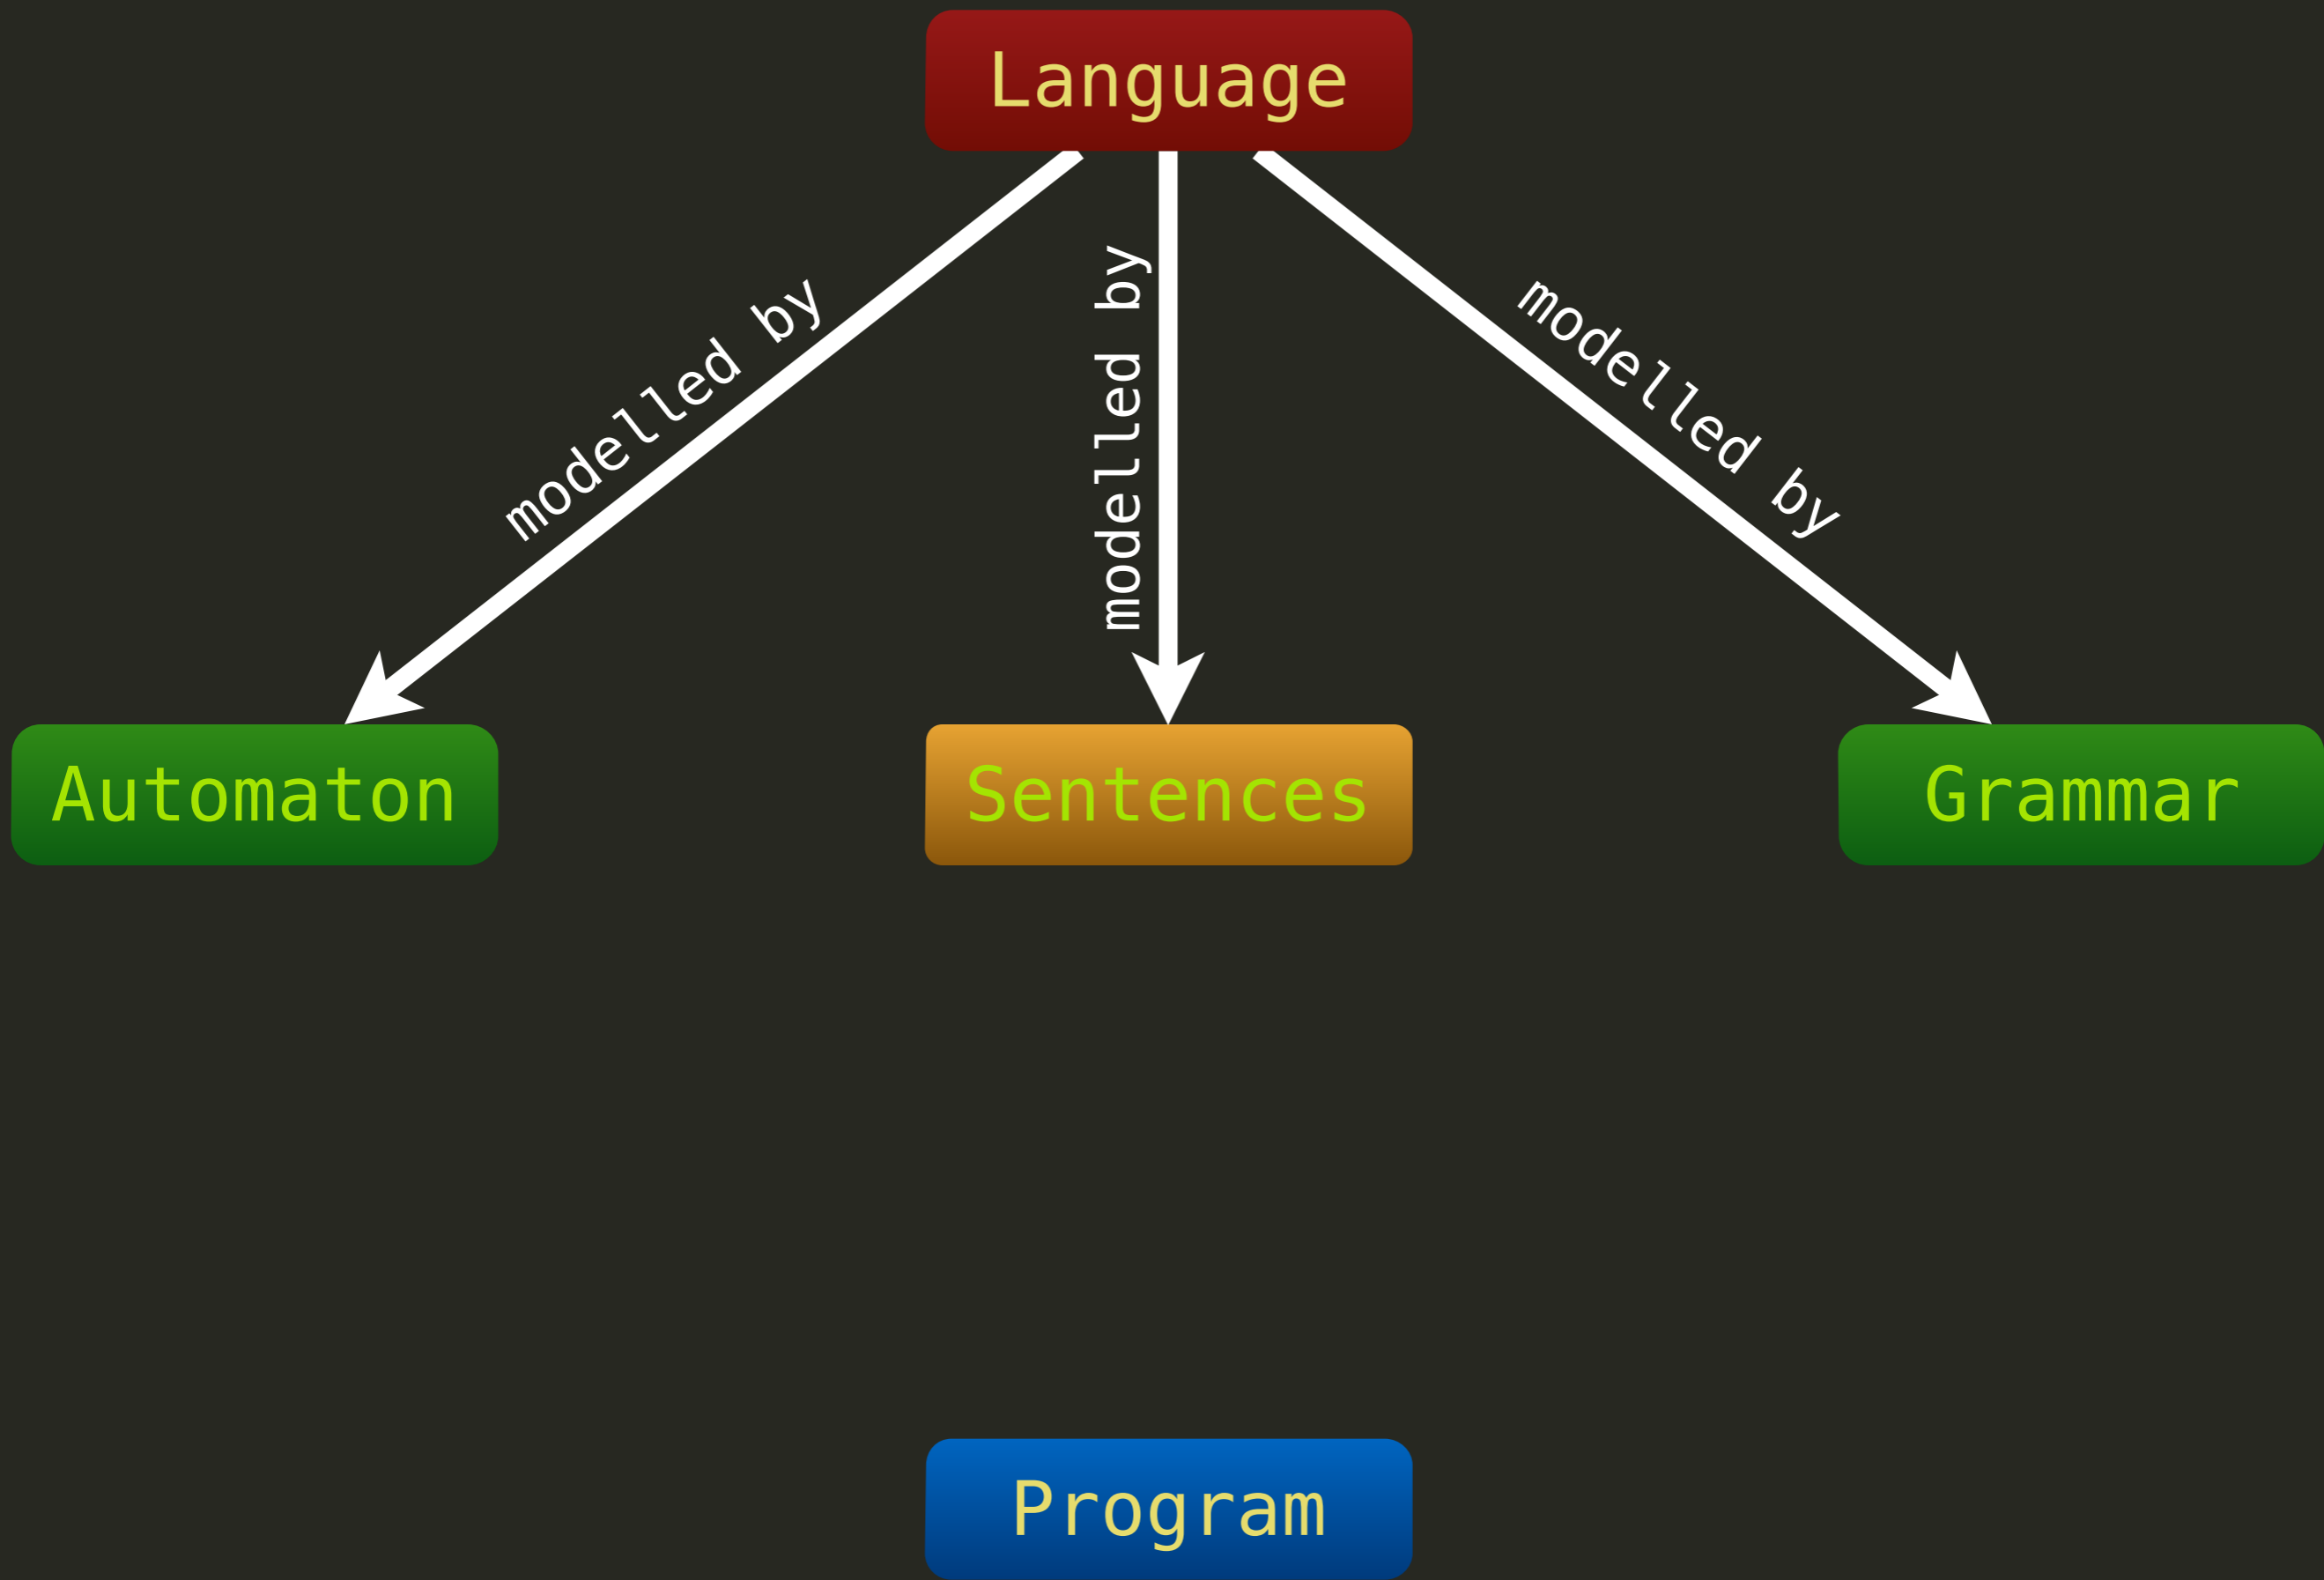 Language
modelled by
modelled by
modelled by
Automaton
Sentences
Grammar
Program